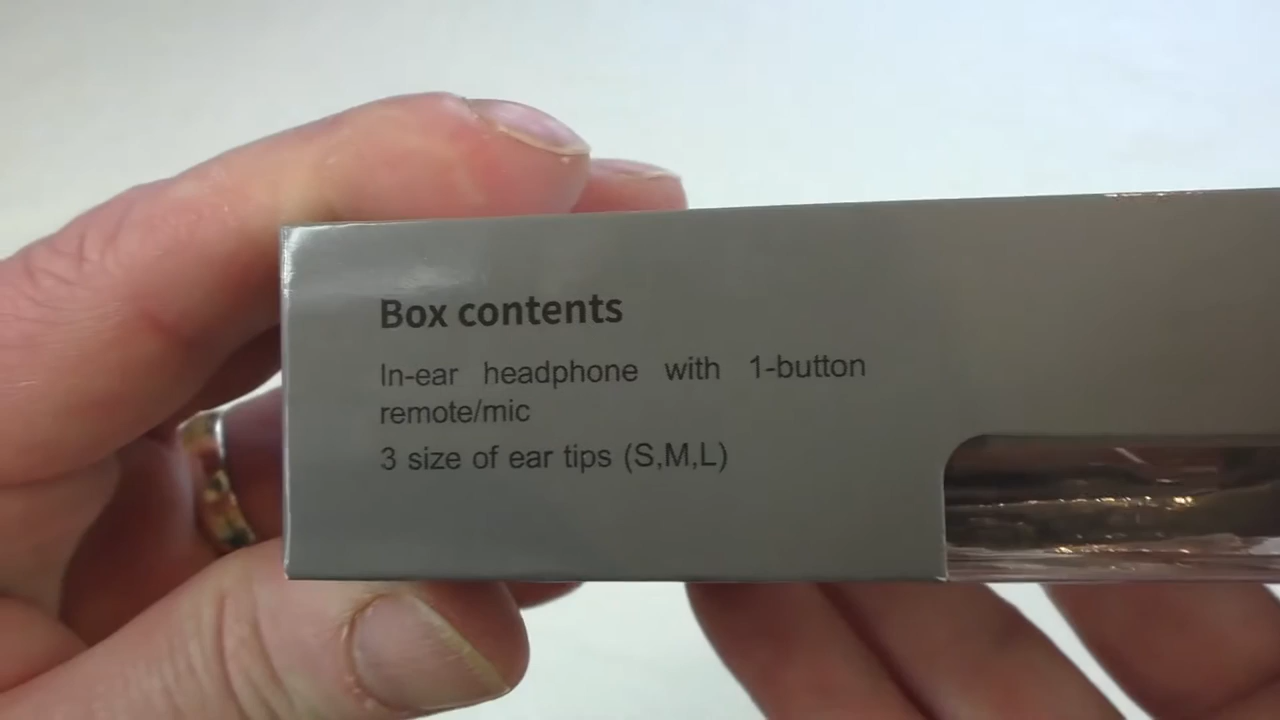 Box contents
In-ear headphone with 1-button
remote/mic
3 size of ear tips (S,M,L)